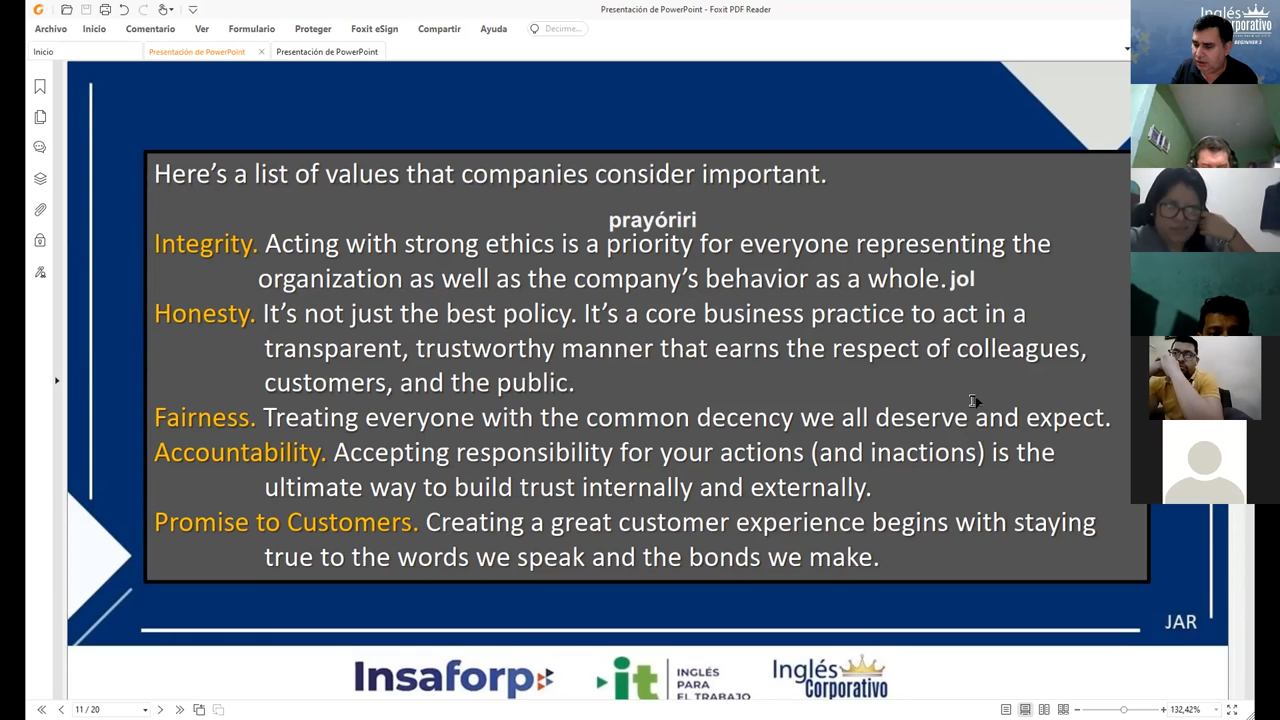 Presentación de PowerPoint - Foxit PDF Reader
Archivo Inicio Comentario Ver Formulario Proteger Foxit eSign Compartir Ayuda Decirme...
Inicio Presentación de PowerPoint Presentación de PowerPoint
Inglés
Corporativo
BEGINNER 2
Here’s a list of values that companies consider important.
prayóriri
Integrity. Acting with strong ethics is a priority for everyone representing the
organization as well as the company’s behavior as a whole. jol
Honesty. It’s not just the best policy. It’s a core business practice to act in a
transparent, trustworthy manner that earns the respect of colleagues,
customers, and the public.
Fairness. Treating everyone with the common decency we all deserve and expect.
Accountability. Accepting responsibility for your actions (and inactions) is the
ultimate way to build trust internally and externally.
Promise to Customers. Creating a great customer experience begins with staying
true to the words we speak and the bonds we make.
JAR
Insaforp
it
INGLÉS
PARA
EL TRABAJO
Inglés
Corporativo
11 / 20 132,42%